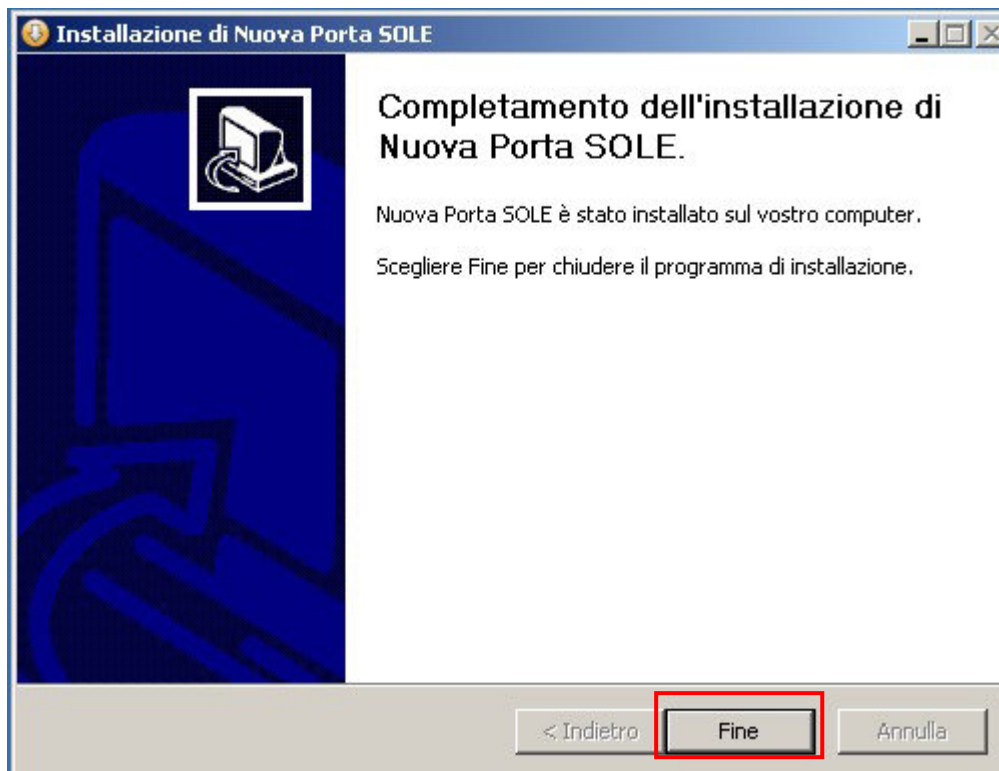 Installazione di Nuova Porta SOLE
Completamento dell'installazione di
Nuova Porta SOLE.
Nuova Porta SOLE è stato installato sul vostro computer.
Scegliere Fine per chiudere il programma di installazione.
< Indietro
Fine
Annulla